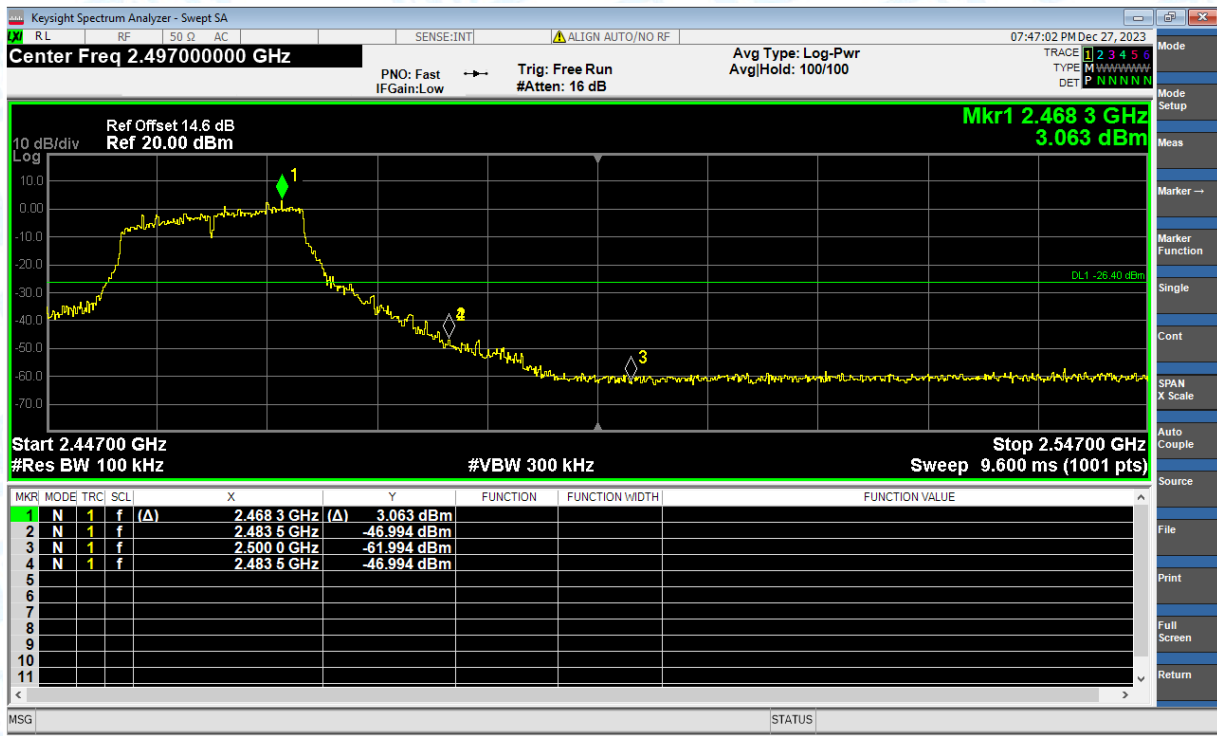 Keysight Spectrum Analyzer - Swept SA
LXI RL RF 50 Ω AC SENSE:INT ALIGN AUTO/NO RF 07:47:02 PM Dec 27, 2023
Center Freq 2.497000000 GHz
PNO: Fast
IFGain:Low
Trig: Free Run
#Atten: 16 dB
Avg Type: Log-Pwr
Avg|Hold: 100/100
TRACE 1 2 3 4 5 6
TYPE M WWWWW
DET P N N N N N
Mkr1 2.468 3 GHz
3.063 dBm
Ref Offset 14.6 dB
10 dB/div Ref 20.00 dBm
Log
10.0
0.00
-10.0
-20.0
-30.0
-40.0
-50.0
-60.0
-70.0
1
2
3
DL1 -26.40 dBm
Start 2.44700 GHz Stop 2.54700 GHz
#Res BW 100 kHz #VBW 300 kHz Sweep 9.600 ms (1001 pts)
MKR MODE TRC SCL X Y FUNCTION FUNCTION WIDTH FUNCTION VALUE
1 N 1 f (Δ) 2.468 3 GHz (Δ) 3.063 dBm
2 N 1 f 2.483 5 GHz -46.994 dBm
3 N 1 f 2.500 0 GHz -61.994 dBm
4 N 1 f 2.483 5 GHz -46.994 dBm
5
6
7
8
9
10
11
MSG STATUS
Mode
Mode
Setup
Meas
Marker →
Marker
Function
Single
Cont
SPAN
X Scale
Auto
Couple
Source
File
Print
Full
Screen
Return